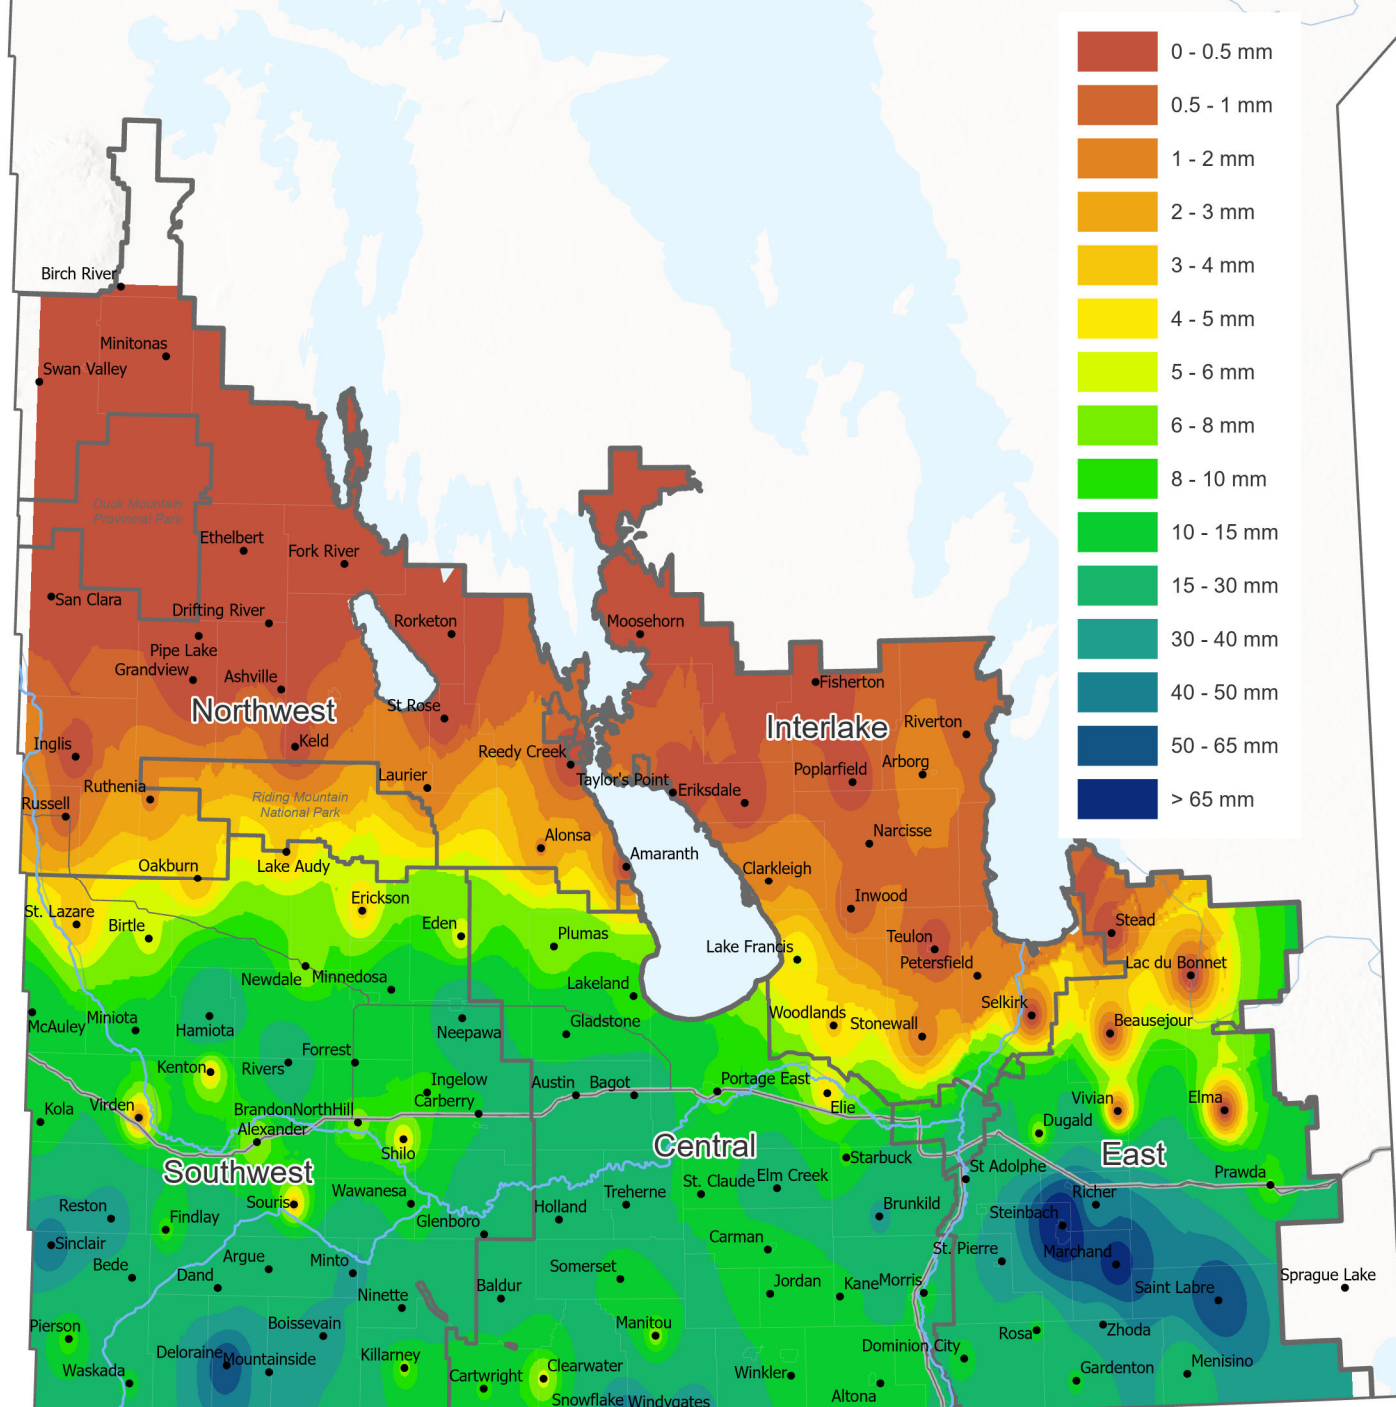 0 - 0.5 mm
0.5 - 1 mm
1 - 2 mm
2 - 3 mm
3 - 4 mm
4 - 5 mm
5 - 6 mm
6 - 8 mm
8 - 10 mm
10 - 15 mm
15 - 30 mm
30 - 40 mm
40 - 50 mm
50 - 65 mm
> 65 mm
Birch River
Minitonas
Swan Valley
Duck Mountain
Provincial Park
Ethelbert
Fork River
San Clara
Drifting River
Rorketon
Moosehorn
Pipe Lake
Grandview
Ashville
Fisherton
Northwest
St Rose
Interlake
Riverton
Inglis
Keld
Reedy Creek
Arborg
Poplarfield
Laurier
Taylor's Point
Eriksdale
Ruthenia
Riding Mountain
National Park
Russell
Narcisse
Alonsa
Amaranth
Oakburn
Lake Audy
Clarkleigh
Erickson
Inwood
St. Lazare
Birtle
Eden
Plumas
Stead
Teulon
Lake Francis
Petersfield
Lac du Bonnet
Newdale
Minnedosa
Lakeland
Selkirk
McAuley
Miniota
Hamiota
Neepawa
Gladstone
Woodlands
Stonewall
Beausejour
Forrest
Kenton
Rivers
Ingelow
Austin
Bagot
Portage East
Carberry
Elie
Vivian
Elma
Kola
Virden
BrandonNorthHill
Alexander
Dugald
Shilo
Central
East
Starbuck
St Adolphe
Southwest
Prawda
St. Claude
Elm Creek
Richer
Wawanesa
Treherne
Souris
Reston
Findlay
Glenboro
Holland
Brunkild
Steinbach
Sinclair
Carman
St. Pierre
Marchand
Argue
Minto
Bede
Dand
Somerset
Baldur
Jordan
Kane
Morris
Saint Labre
Sprague Lake
Ninette
Pierson
Boissevain
Manitou
Rosa
Zhoda
Deloraine
Mountainside
Killarney
Dominion City
Waskada
Clearwater
Cartwright
Winkler
Gardenton
Menisino
Snowflake
Windygates
Altona